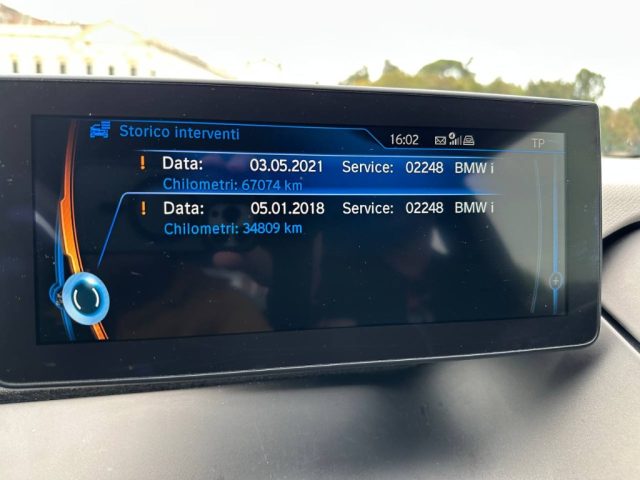 Storico interventi 16:02 TP
! Data: 03.05.2021 Service: 02248 BMW i
Chilometri: 67074 km
! Data: 05.01.2018 Service: 02248 BMW i
Chilometri: 34809 km